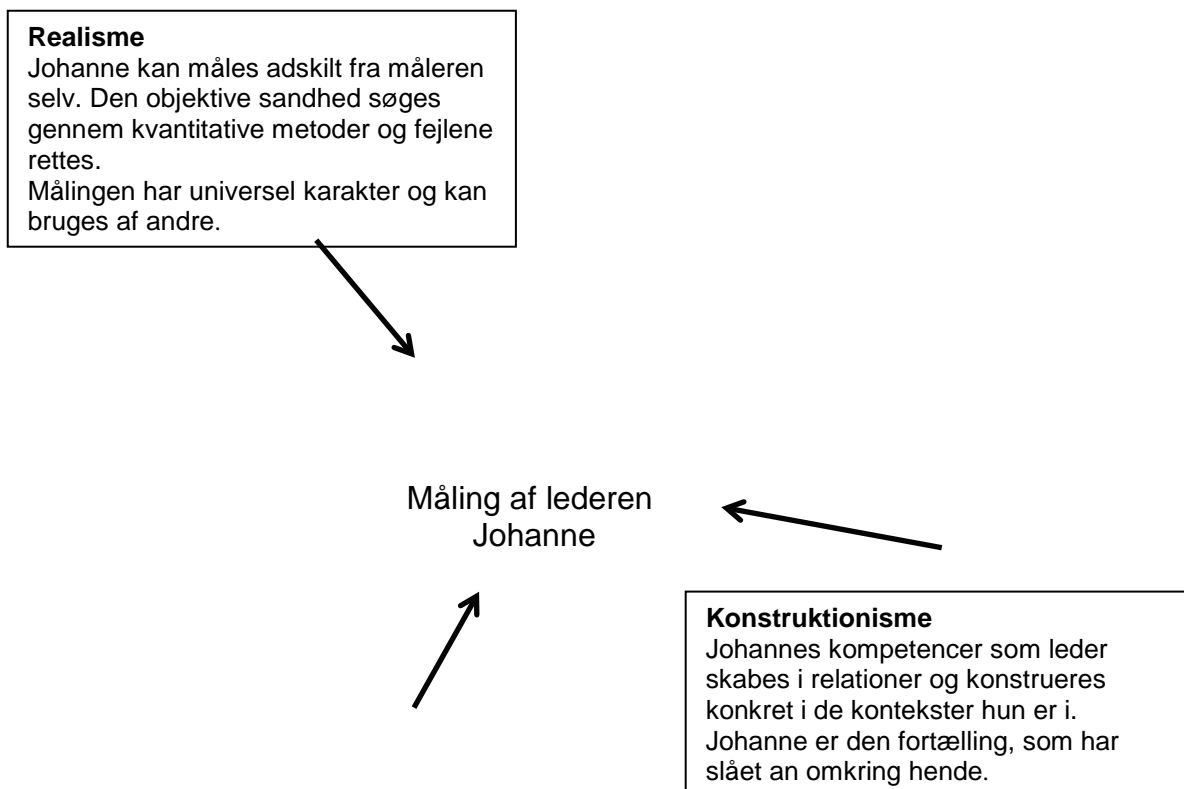 Realisme
Johanne kan måles adskilt fra måleren
selv. Den objektive sandhed søges
gennem kvantitative metoder og fejlene
rettes.
Målingen har universel karakter og kan
bruges af andre.
Måling af lederen
Johanne
Konstruktionisme
Johannes kompetencer som leder
skabes i relationer og konstrueres
konkret i de kontekster hun er i.
Johanne er den fortælling, som har
slået an omkring hende.